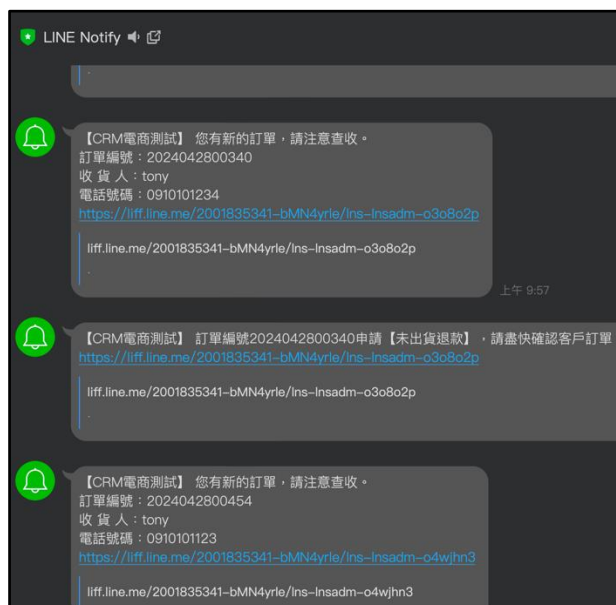 LINE Notify
【CRM電商測試】 您有新的訂單，請注意查收。
訂單編號：2024042800340
收 貨 人：tony
電話號碼：0910101234
https://liff.line.me/2001835341-bMN4yrle/lns-lnsadm-o3o8o2p
liff.line.me/2001835341-bMN4yrle/lns-lnsadm-o3o8o2p
.
上午 9:57
【CRM電商測試】 訂單編號2024042800340申請【未出貨退款】，請盡快確認客戶訂單
https://liff.line.me/2001835341-bMN4yrle/lns-lnsadm-o3o8o2p
liff.line.me/2001835341-bMN4yrle/lns-lnsadm-o3o8o2p
.
【CRM電商測試】 您有新的訂單，請注意查收。
訂單編號：2024042800454
收 貨 人：tony
電話號碼：0910101123
https://liff.line.me/2001835341-bMN4yrle/lns-lnsadm-o4wjhn3
liff.line.me/2001835341-bMN4yrle/lns-lnsadm-o4wjhn3